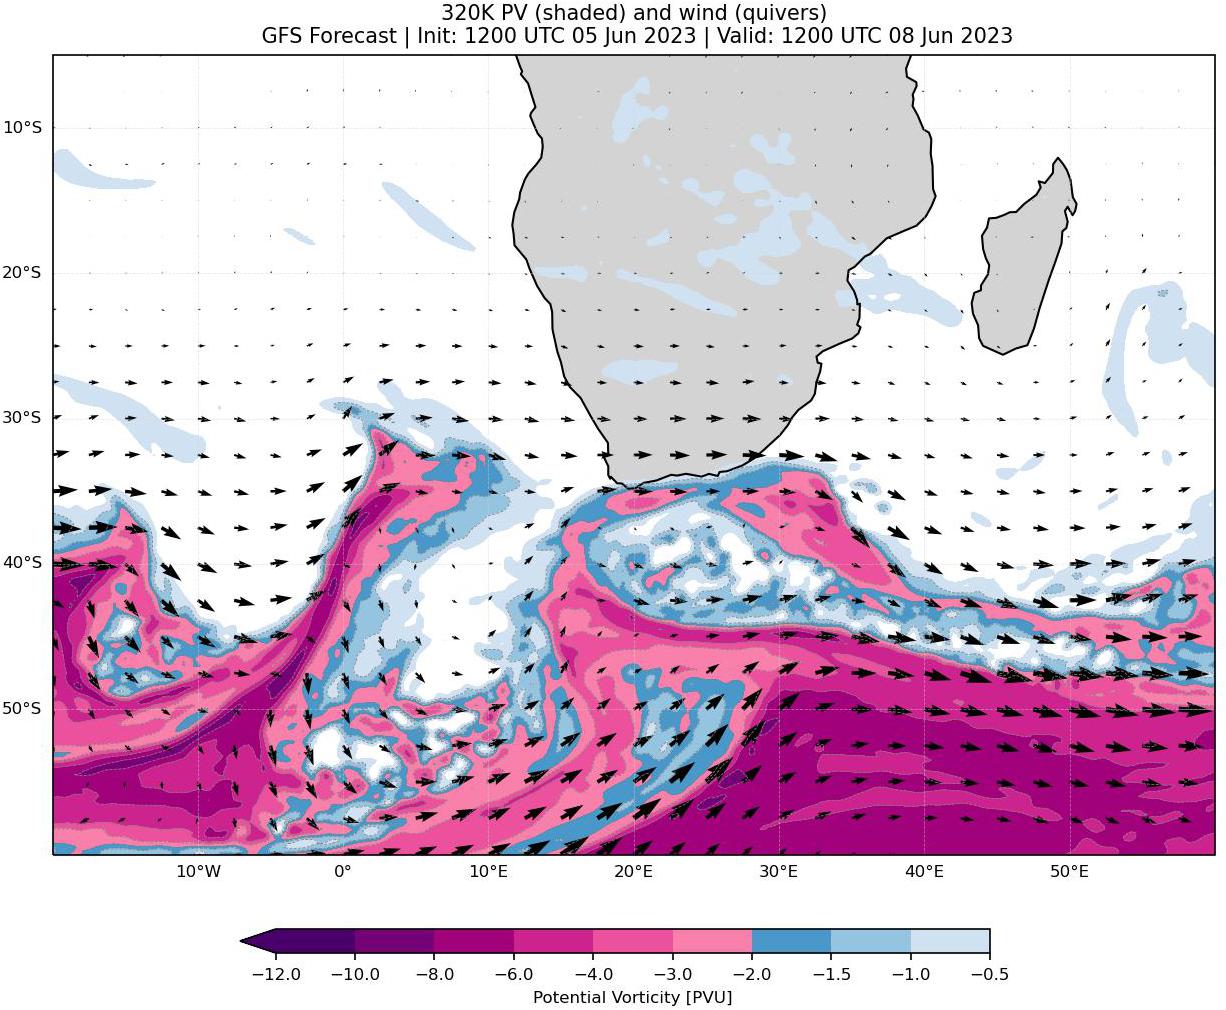 320K PV (shaded) and wind (quivers)
GFS Forecast | Init: 1200 UTC 05 Jun 2023 | Valid: 1200 UTC 08 Jun 2023
10°S
20°S
30°S
40°S
50°S
10°W 0° 10°E 20°E 30°E 40°E 50°E
−12.0 −10.0 −8.0 −6.0 −4.0 −3.0 −2.0 −1.5 −1.0 −0.5
Potential Vorticity [PVU]